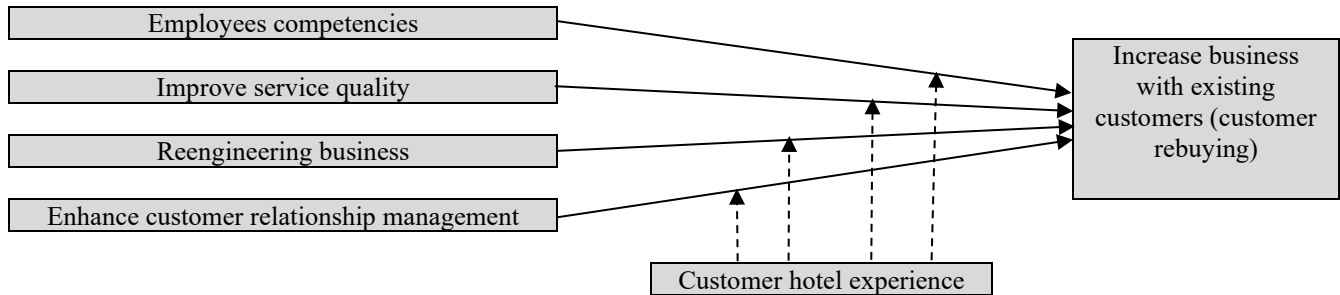 Employees competencies
Improve service quality
Reengineering business
Enhance customer relationship management
Increase business
with existing
customers (customer
rebuying)
Customer hotel experience